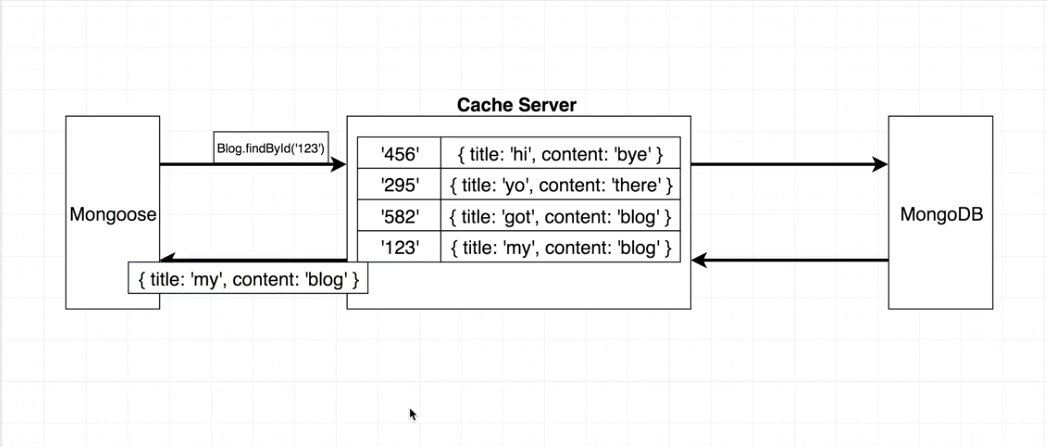 Cache Server
Blog.findById('123')
'456' { title: 'hi', content: 'bye' }
'295' { title: 'yo', content: 'there' }
'582' { title: 'got', content: 'blog' }
'123' { title: 'my', content: 'blog' }
Mongoose
MongoDB
{ title: 'my', content: 'blog' }